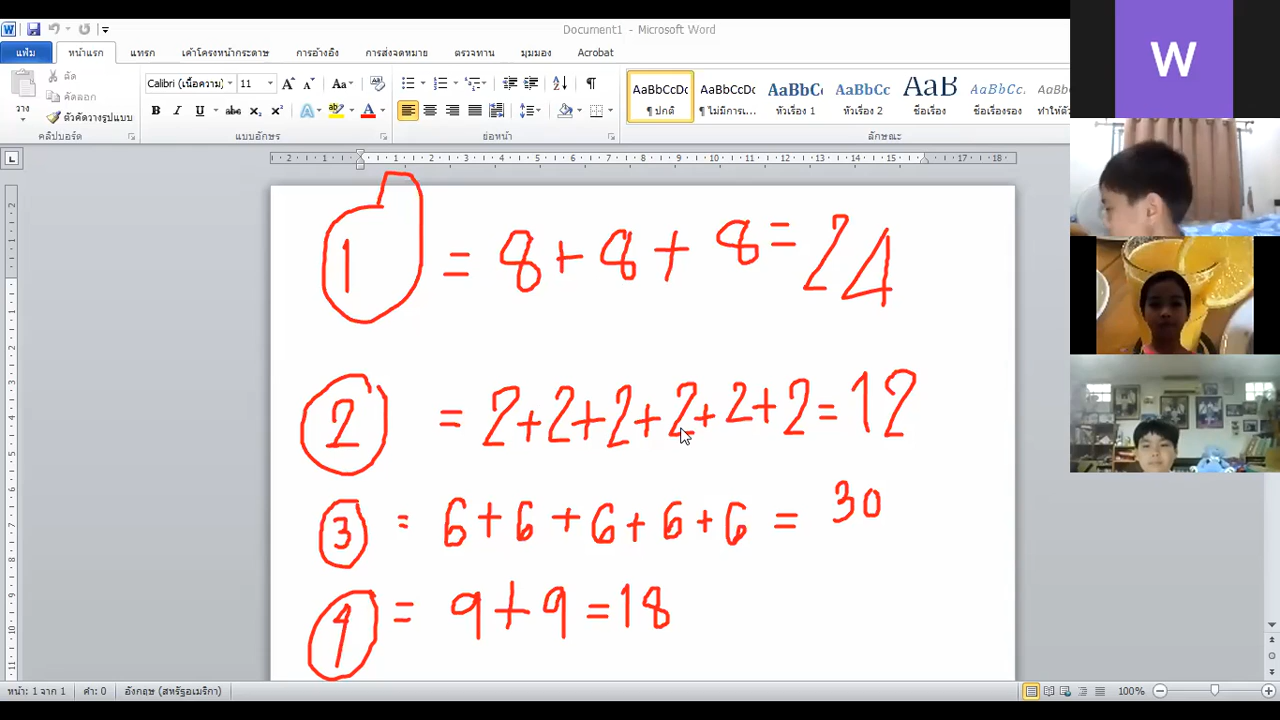 Document1 - Microsoft Word
แฟ้ม หน้าแรก แทรก เค้าโครงหน้ากระดาษ การอ้างอิง การส่งจดหมาย ตรวจทาน มุมมอง Acrobat
วาง
ตัด
คัดลอก
ตัวคัดวางรูปแบบ
คลิปบอร์ด
Calibri (เนื้อความ) 11
แบบอักษร
ย่อหน้า
AaBbCcDc AaBbCcDc AaBbC AaBbCc AaB AaBbCc AaBbCcDc
¶ ปกติ ¶ ไม่มีการเ... หัวเรื่อง 1 หัวเรื่อง 2 ชื่อเรื่อง ชื่อเรื่องรอง ทำให้ตั
ลักษณะ
W
1 = 8 + 8 + 8 = 24
2 = 2+2+2+2+2+2 = 12
3 = 6 + 6 + 6 + 6 + 6 = 30
4 = 9 + 9 = 18
หน้า: 1 จาก 1 คำ: 0 อังกฤษ (สหรัฐอเมริกา) 100%